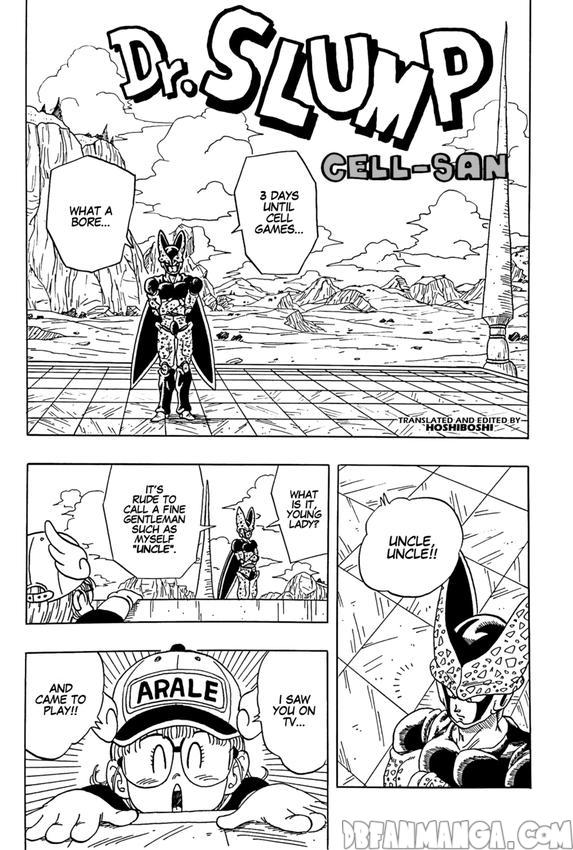 Dr. SLUMP
CELL-SAN
3 DAYS
UNTIL
CELL
GAMES...
WHAT A
BORE...
TRANSLATED AND EDITED BY
HOSHIBOSHI
UNCLE,
UNCLE!!
WHAT
IS IT,
YOUNG
LADY?
IT'S
RUDE TO
CALL A FINE
GENTLEMAN
SUCH AS
MYSELF
"UNCLE".
I SAW
YOU ON
TV...
ARALE
AND
CAME TO
PLAY!!
DBFANMANGA.COM